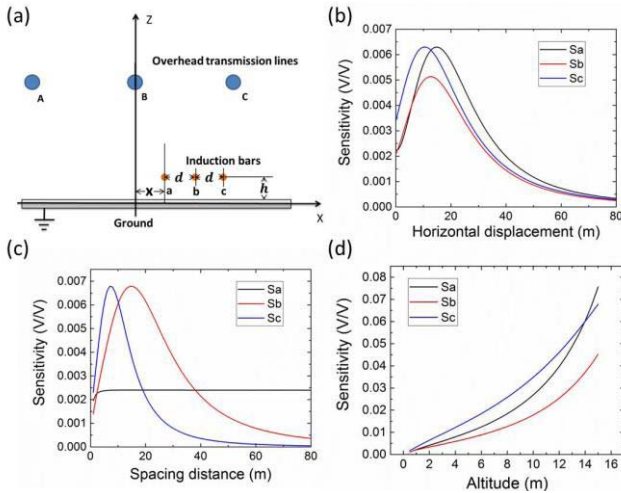 (a)
Z
Overhead transmission lines
A
B
C
Induction bars
d
d
x
a
b
c
h
Ground
X
(b)
Sensitivity (V/V)
0.007
0.006
0.005
0.004
0.003
0.002
0.001
0.000
Sa
Sb
Sc
0 20 40 60 80
Horizontal displacement (m)
(c)
Sensitivity (V/V)
0.007
0.006
0.005
0.004
0.003
0.002
0.001
0.000
Sa
Sb
Sc
0 20 40 60 80
Spacing distance (m)
(d)
Sensitivity (V/V)
0.08
0.07
0.06
0.05
0.04
0.03
0.02
0.01
0.00
Sa
Sb
Sc
0 2 4 6 8 10 12 14 16
Altitude (m)